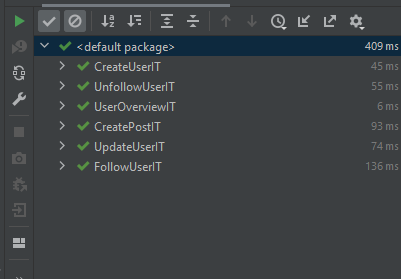 <default package> 409 ms
CreateUserIT 45 ms
UnfollowUserIT 55 ms
UserOverviewIT 6 ms
CreatePostIT 93 ms
UpdateUserIT 74 ms
FollowUserIT 136 ms